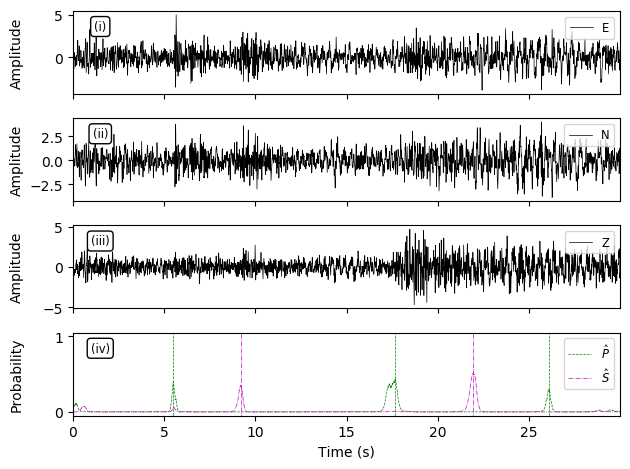 Amplitude
5
0
(i)
E
Amplitude
2.5
0.0
−2.5
(ii)
N
Amplitude
5
0
−5
(iii)
Z
Probability
1
0
(iv)
P̂
Ŝ
0 5 10 15 20 25
Time (s)